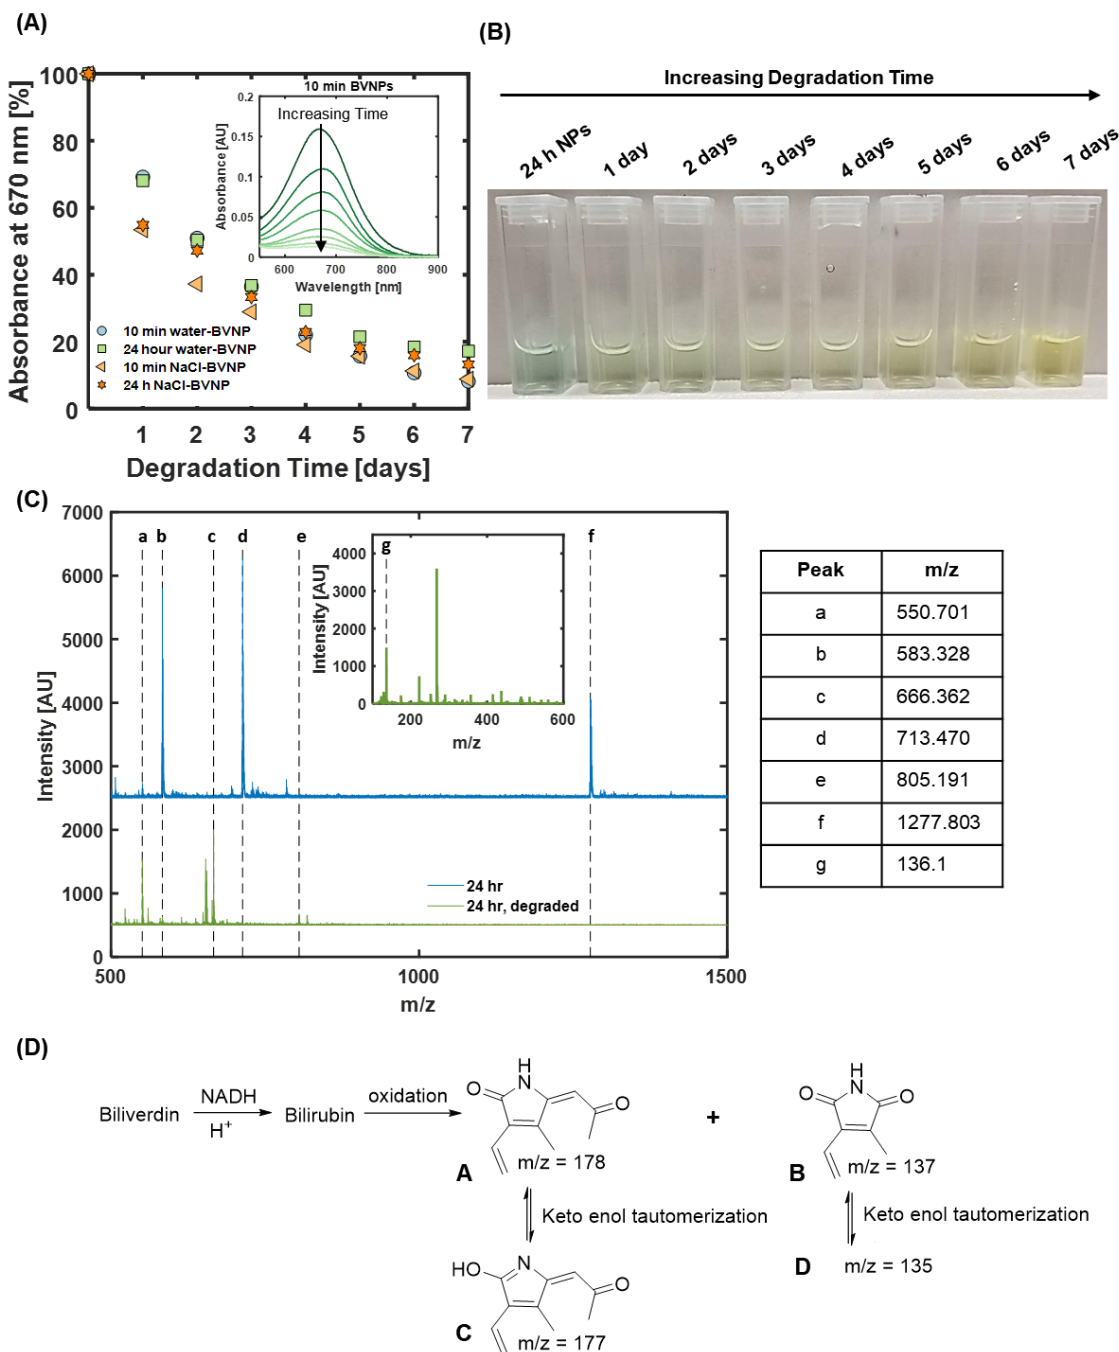 (A)
Absorbance at 670 nm [%]
100
80
60
40
20
0
1 2 3 4 5 6 7
Degradation Time [days]
10 min water-BVNP
24 hour water-BVNP
10 min NaCl-BVNP
24 h NaCl-BVNP
10 min BVNPs
Increasing Time
Absorbance [AU]
0.2
0.15
0.1
0.05
0
600 700 800 900
Wavelength [nm]
(B)
Increasing Degradation Time
24 h NPs
1 day
2 days
3 days
4 days
5 days
6 days
7 days
(C)
Intensity [AU]
7000
6000
5000
4000
3000
2000
1000
0
500 1000 1500
m/z
a b c d e f
24 hr
24 hr, degraded
g
Intensity [AU]
4000
3000
2000
1000
0
200 400 600
m/z
Peak m/z
a 550.701
b 583.328
c 666.362
d 713.470
e 805.191
f 1277.803
g 136.1
(D)
Biliverdin
NADH
H+
Bilirubin
oxidation
H
N
O
O
m/z = 178
A
+
H
N
O
O
m/z = 137
B
Keto enol tautomerization
Keto enol tautomerization
HO
N
O
m/z = 177
C
D m/z = 135